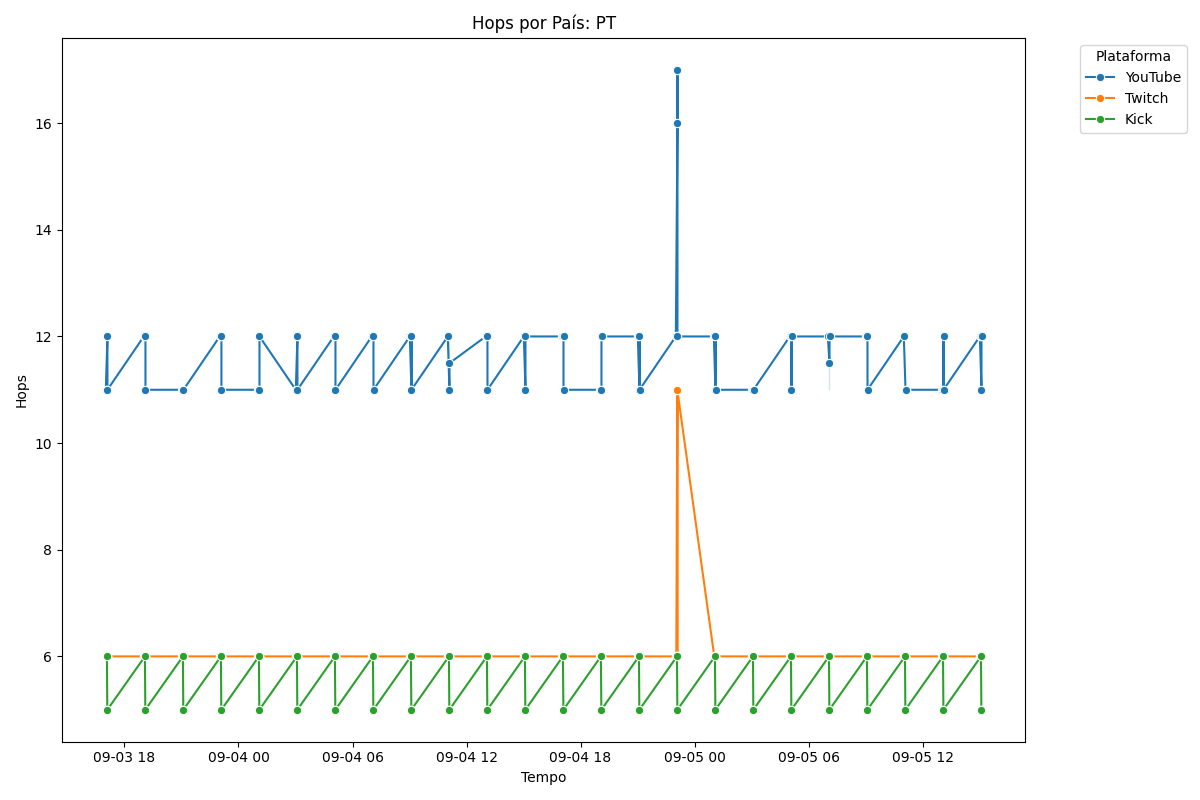 Hops por País: PT
Plataforma
YouTube
Twitch
Kick
Hops
16
14
12
10
8
6
09-03 18
09-04 00
09-04 06
09-04 12
09-04 18
09-05 00
09-05 06
09-05 12
Tempo